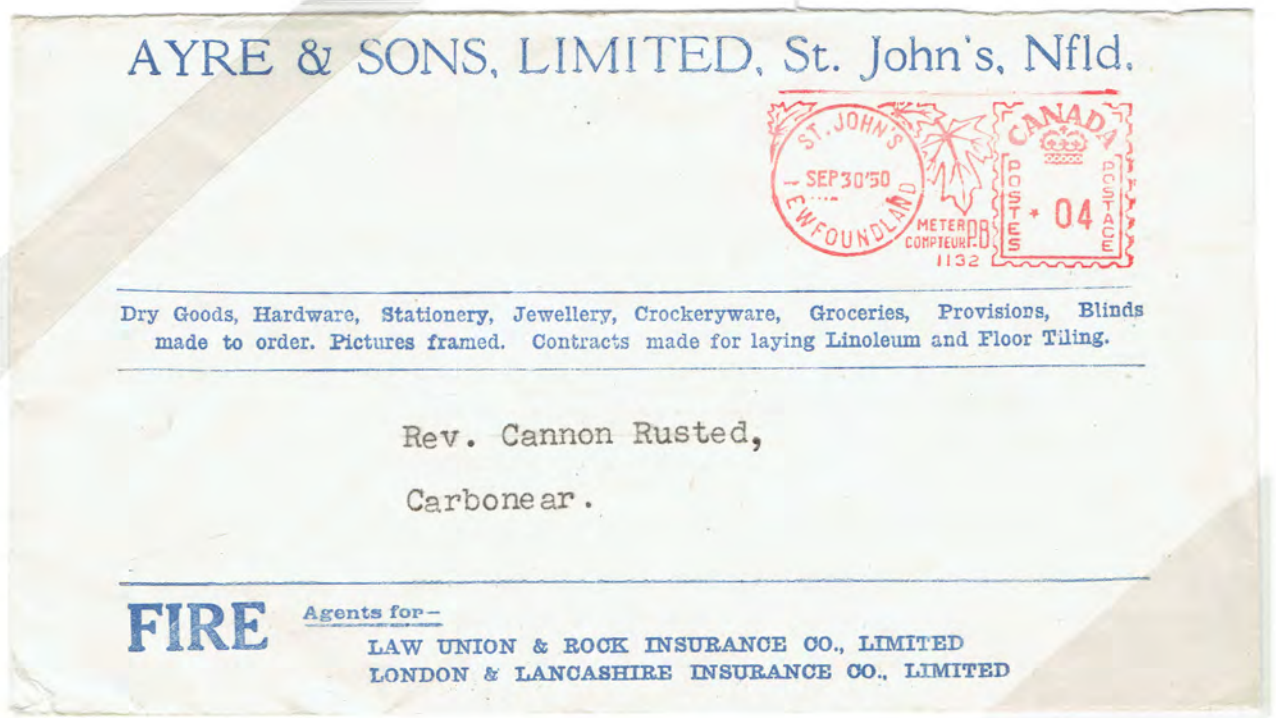 AYRE & SONS, LIMITED, St. John's, Nfld.
ST. JOHN'S
SEP 30'50
EWFOUNDLAND
METER
COMPTEUR
P.B
1132
CANADA
POSTES
* 04
POSTAGE
Dry Goods, Hardware, Stationery, Jewellery, Crockeryware, Groceries, Provisions, Blinds
made to order. Pictures framed. Contracts made for laying Linoleum and Floor Tiling.
Rev. Cannon Rusted,
Carbonear.
FIRE
Agents for—
LAW UNION & ROCK INSURANCE CO., LIMITED
LONDON & LANCASHIRE INSURANCE CO., LIMITED